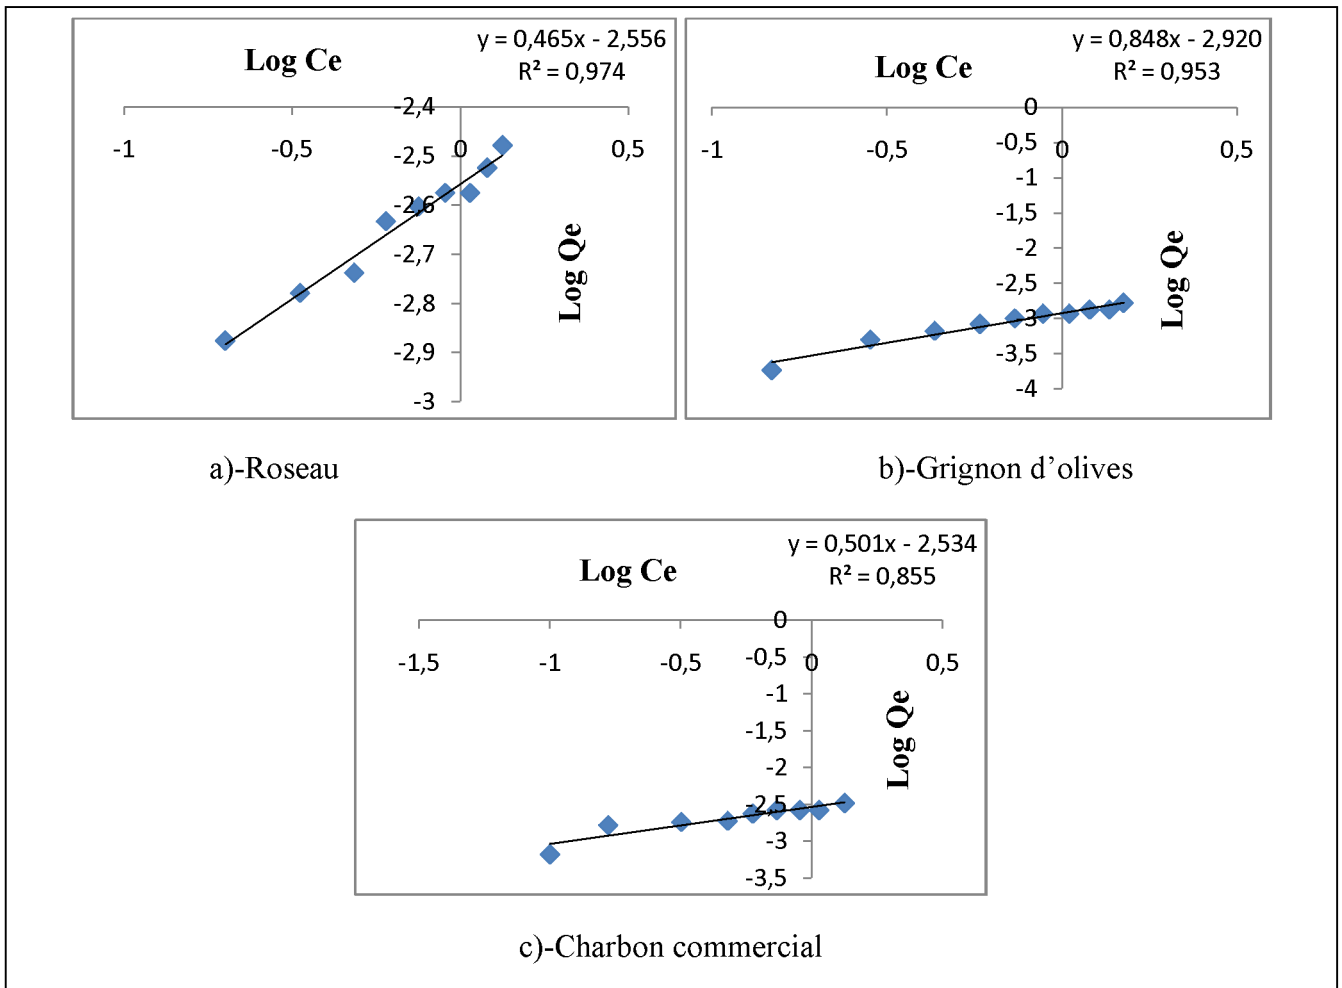 Log Ce
y = 0,465x - 2,556
R² = 0,974
-2,4
-1
-0,5
0
0,5
-2,5
-2,6
-2,7
-2,8
-2,9
-3
Log Qe
a)-Roseau
Log Ce
y = 0,848x - 2,920
R² = 0,953
0
-1
-0,5
0
0,5
-0,5
-1
-1,5
-2
-2,5
-3
-3,5
-4
Log Qe
b)-Grignon d’olives
Log Ce
y = 0,501x - 2,534
R² = 0,855
0
-1,5
-1
-0,5
0
0,5
-0,5
-1
-1,5
-2
-2,5
-3
-3,5
Log Qe
c)-Charbon commercial